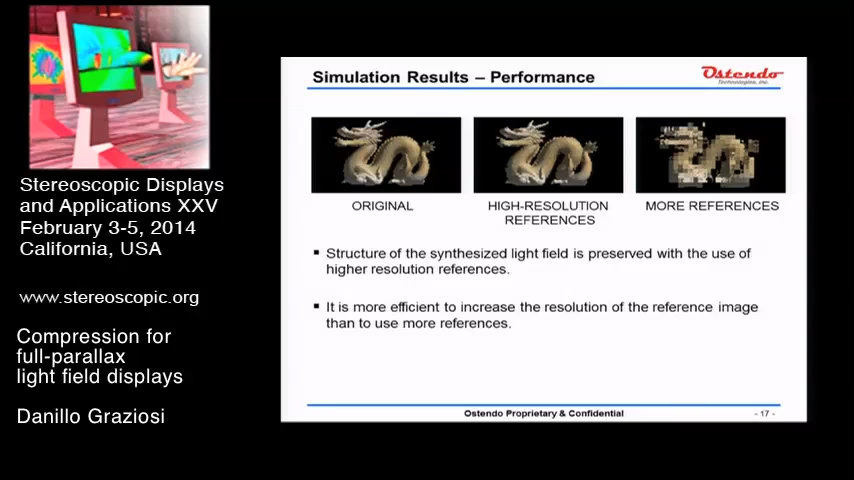 Stereoscopic Displays
and Applications XXV
February 3-5, 2014
California, USA
www.stereoscopic.org
Compression for
full-parallax
light field displays
Danillo Graziosi
Simulation Results – Performance
Ostendo
Technologies, Inc.
ORIGINAL
HIGH-RESOLUTION
REFERENCES
MORE REFERENCES
▪ Structure of the synthesized light field is preserved with the use of
higher resolution references.
▪ It is more efficient to increase the resolution of the reference image
than to use more references.
Ostendo Proprietary & Confidential
- 17 -